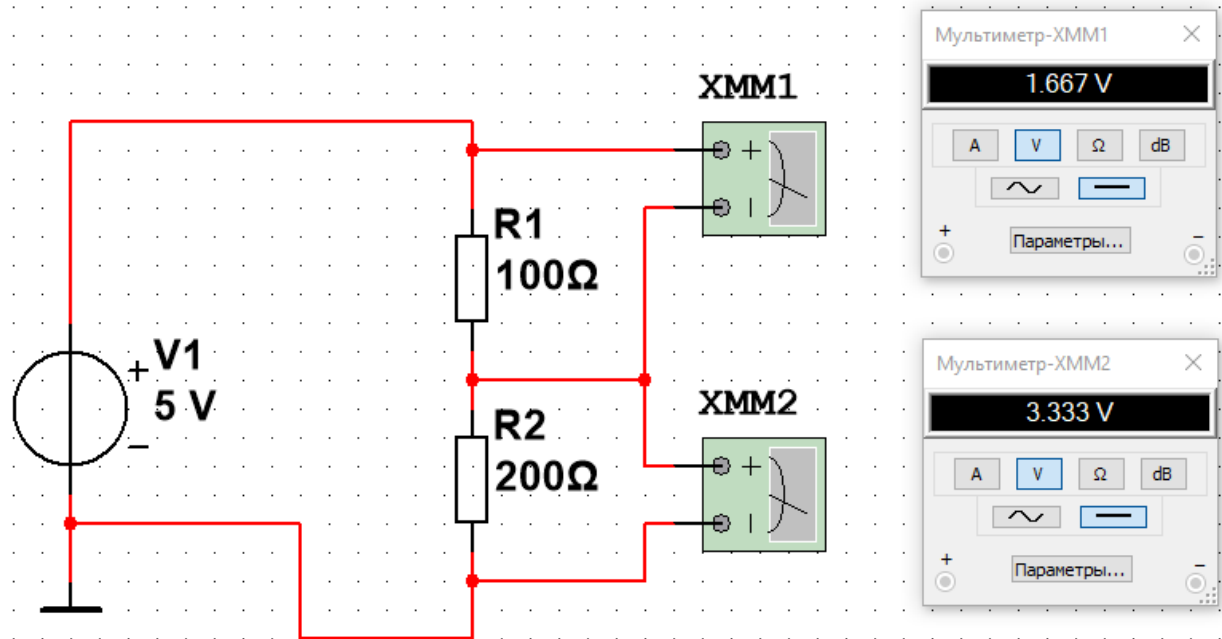 XMM1
R1
100Ω
V1
+
5 V
−
XMM2
R2
200Ω
Мультиметр-XMM1
1.667 V
A V Ω dB
+ Параметры... −
Мультиметр-XMM2
3.333 V
A V Ω dB
+ Параметры... −